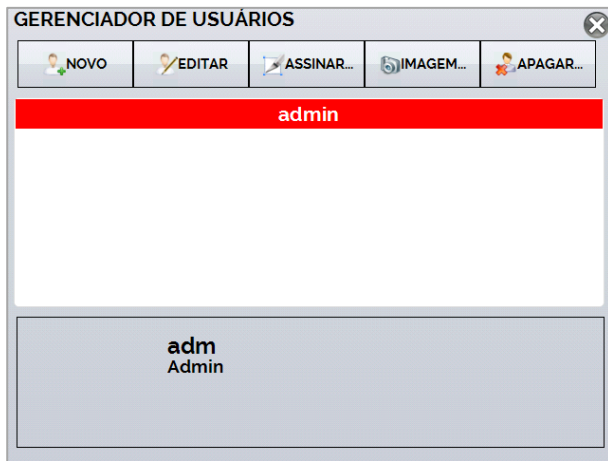 GERENCIADOR DE USUÁRIOS
NOVO EDITAR ASSINAR... IMAGEM... APAGAR...
admin
adm
Admin